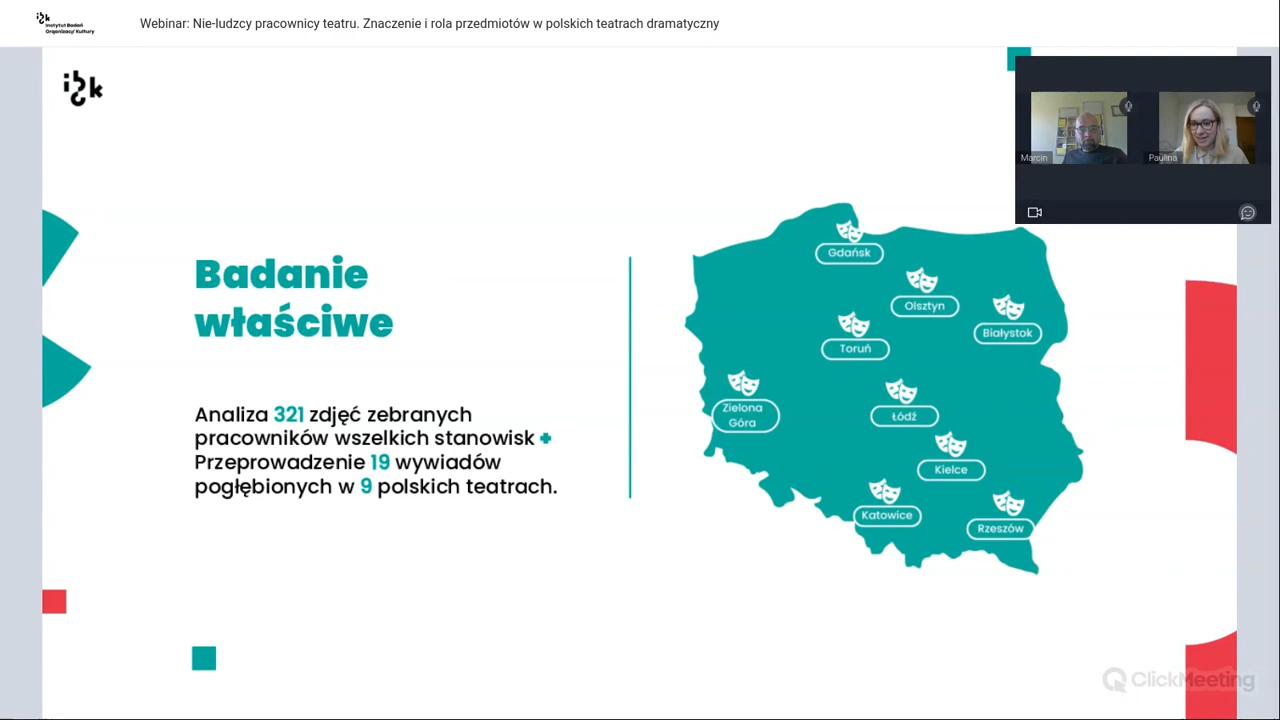 Instytut Badań
Organizacji Kultury
Webinar: Nie-ludzcy pracownicy teatru. Znaczenie i rola przedmiotów w polskich teatrach dramatyczny
ibok
Marcin
Paulina
Badanie
właściwe
Analiza 321 zdjęć zebranych
pracowników wszelkich stanowisk +
Przeprowadzenie 19 wywiadów
pogłębionych w 9 polskich teatrach.
Gdańsk
Olsztyn
Białystok
Toruń
Zielona
Góra
Łódź
Kielce
Katowice
Rzeszów
ClickMeeting